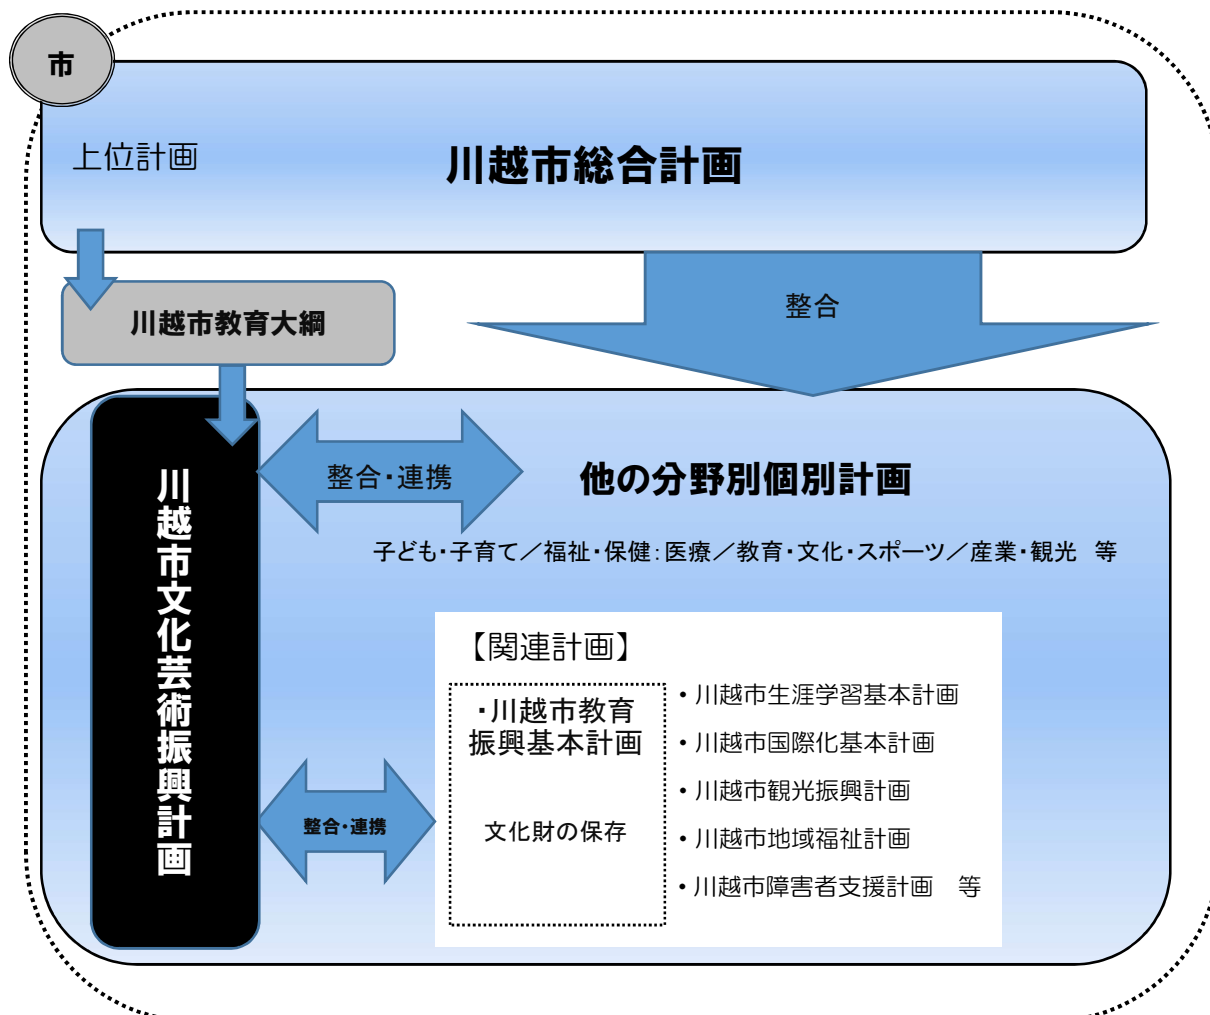 市
上位計画
川越市総合計画
整合
川越市教育大綱
川越市文化芸術振興計画
整合・連携
他の分野別個別計画
子ども・子育て／福祉・保健：医療／教育・文化・スポーツ／産業・観光　等
【関連計画】
・川越市教育
振興基本計画
文化財の保存
・川越市生涯学習基本計画
・川越市国際化基本計画
・川越市観光振興計画
・川越市地域福祉計画
・川越市障害者支援計画　等
整合・連携